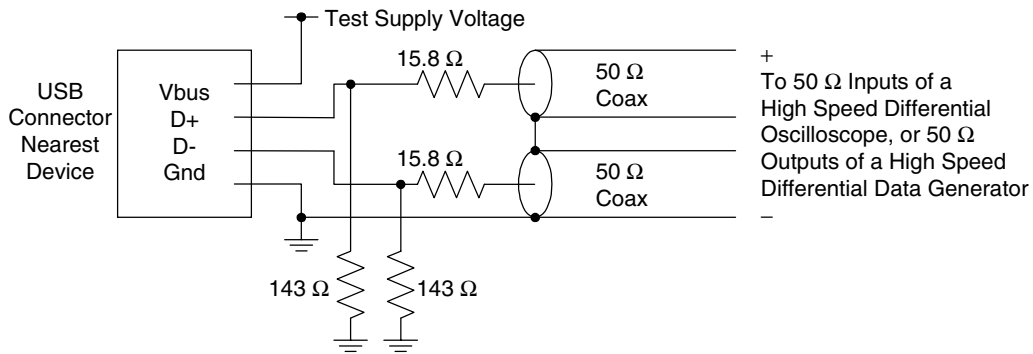 Test Supply Voltage
USB
Connector
Nearest
Device
Vbus
D+
D-
Gnd
15.8 Ω
50 Ω
Coax
15.8 Ω
50 Ω
Coax
+
To 50 Ω Inputs of a
High Speed Differential
Oscilloscope, or 50 Ω
Outputs of a High Speed
Differential Data Generator
−
143 Ω
143 Ω